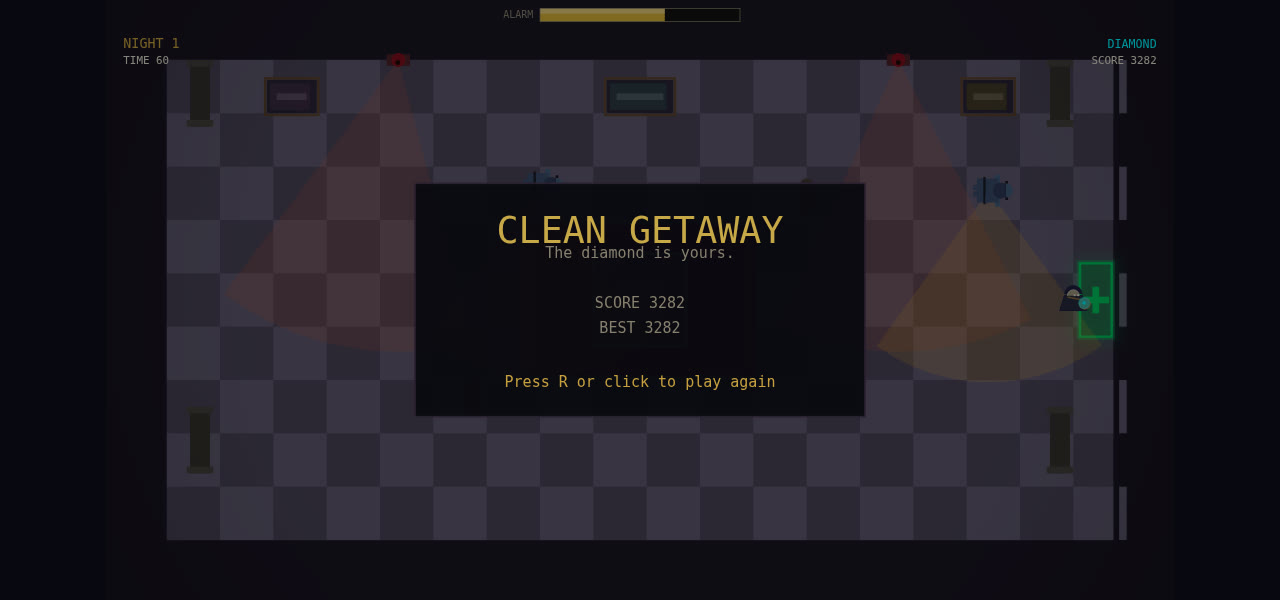 ALARM
NIGHT 1
TIME 60
DIAMOND
SCORE 3282
CLEAN GETAWAY
The diamond is yours.
SCORE 3282
BEST 3282
Press R or click to play again